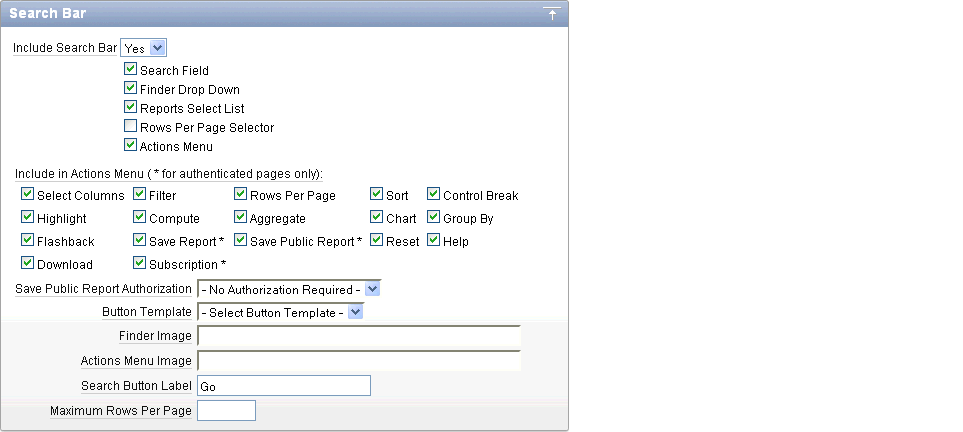 Search Bar
Include Search Bar Yes
Search Field
Finder Drop Down
Reports Select List
Rows Per Page Selector
Actions Menu
Include in Actions Menu ( * for authenticated pages only):
Select Columns Filter Rows Per Page Sort Control Break
Highlight Compute Aggregate Chart Group By
Flashback Save Report * Save Public Report * Reset Help
Download Subscription *
Save Public Report Authorization - No Authorization Required -
Button Template - Select Button Template -
Finder Image
Actions Menu Image
Search Button Label Go
Maximum Rows Per Page